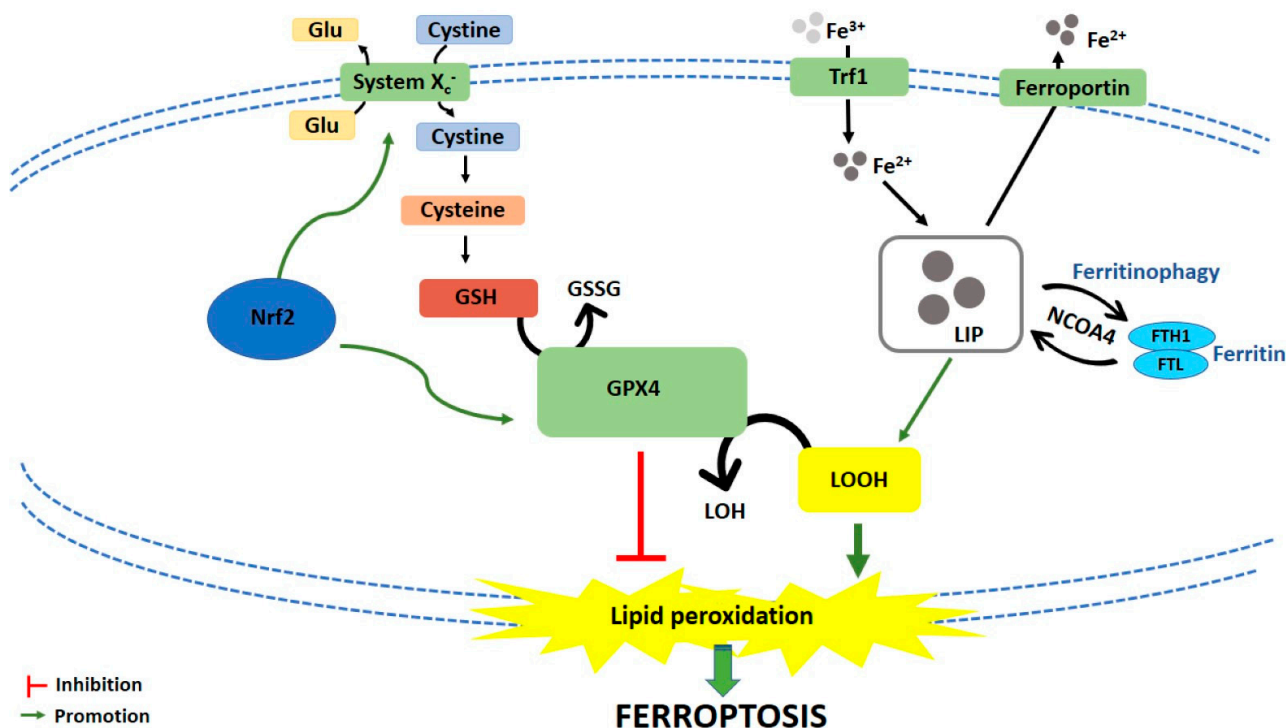 Glu
Cystine
Fe³⁺
Fe²⁺
System Xc⁻
Trf1
Ferroportin
Glu
Cystine
Fe²⁺
Cysteine
Ferritinophagy
GSH
GSSG
Nrf2
LIP
NCOA4
FTH1
FTL
Ferritin
GPX4
LOOH
LOH
Lipid peroxidation
Inhibition
Promotion
FERROPTOSIS